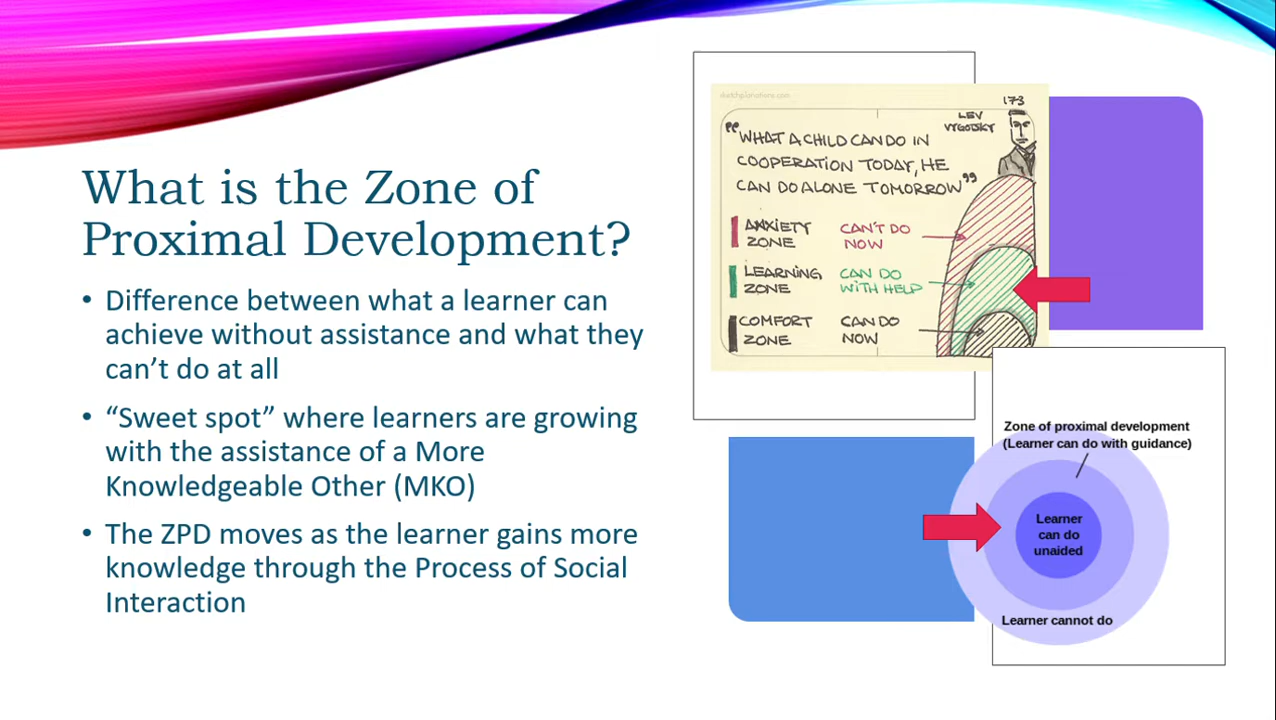 What is the Zone of
Proximal Development?
• Difference between what a learner can
achieve without assistance and what they
can’t do at all
• “Sweet spot” where learners are growing
with the assistance of a More
Knowledgeable Other (MKO)
• The ZPD moves as the learner gains more
knowledge through the Process of Social
Interaction
sketchplanations.com
173
LEV
VYGOTSKY
“WHAT A CHILD CAN DO IN
COOPERATION TODAY, HE
CAN DO ALONE TOMORROW”
ANXIETY
ZONE
CAN'T DO
NOW
LEARNING
ZONE
CAN DO
WITH HELP
COMFORT
ZONE
CAN DO
NOW
Zone of proximal development
(Learner can do with guidance)
Learner
can do
unaided
Learner cannot do